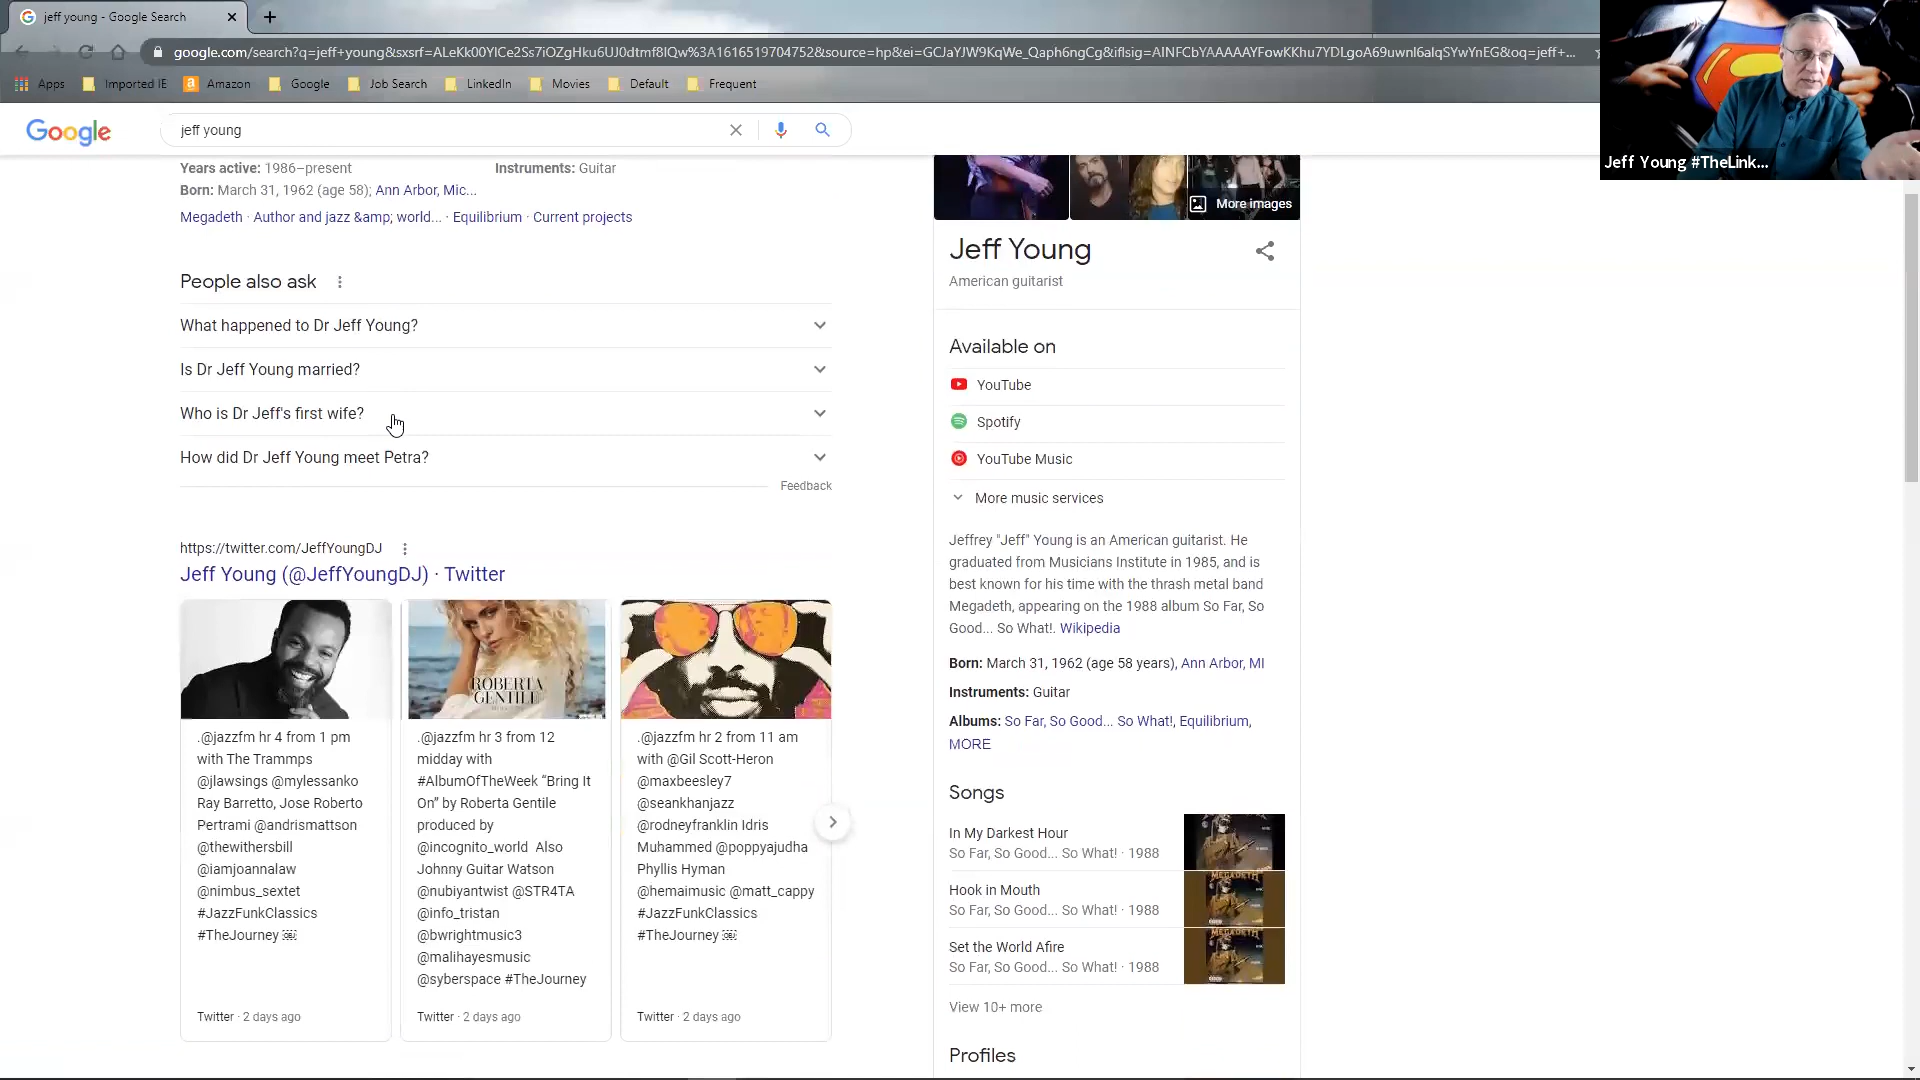 jeff young - Google Search
google.com/search?q=jeff+young&sxsrf=ALeKk00YlCe2Ss7iOZgHku6UJ0dtmf8lQw%3A1616519704752&source=hp&ei=GCJaYJW9KqWe_Qaph6ngCg&iflsig=AINFCbYAAAAAYFowKKhu7YDLgoA69uwnl6alqSYwYnEG&oq=jeff+...
Apps
Imported IE
Amazon
Google
Job Search
LinkedIn
Movies
Default
Frequent
Jeff Young #TheLink...
Google
jeff young
Years active: 1986–present
Instruments: Guitar
Born: March 31, 1962 (age 58); Ann Arbor, Mic...
Megadeth · Author and jazz &amp; world... · Equilibrium · Current projects
People also ask
What happened to Dr Jeff Young?
Is Dr Jeff Young married?
Who is Dr Jeff's first wife?
How did Dr Jeff Young meet Petra?
Feedback
https://twitter.com/JeffYoungDJ
Jeff Young (@JeffYoungDJ) · Twitter
ROBERTA
GENTILE
.@jazzfm hr 4 from 1 pm
with The Trammps
@jlawsings @mylessanko
Ray Barretto, Jose Roberto
Pertrami @andrismattson
@thewithersbill
@iamjoannalaw
@nimbus_sextet
#JazzFunkClassics
#TheJourney
Twitter · 2 days ago
.@jazzfm hr 3 from 12
midday with
#AlbumOfTheWeek “Bring It
On” by Roberta Gentile
produced by
@incognito_world Also
Johnny Guitar Watson
@nubiyantwist @STR4TA
@info_tristan
@bwrightmusic3
@malihayesmusic
@syberspace #TheJourney
Twitter · 2 days ago
.@jazzfm hr 2 from 11 am
with @Gil Scott-Heron
@maxbeesley7
@seankhanjazz
@rodneyfranklin Idris
Muhammed @poppyajudha
Phyllis Hyman
@hemaimusic @matt_cappy
#JazzFunkClassics
#TheJourney
Twitter · 2 days ago
More images
Jeff Young
American guitarist
Available on
YouTube
Spotify
YouTube Music
More music services
Jeffrey "Jeff" Young is an American guitarist. He
graduated from Musicians Institute in 1985, and is
best known for his time with the thrash metal band
Megadeth, appearing on the 1988 album So Far, So
Good... So What!. Wikipedia
Born: March 31, 1962 (age 58 years), Ann Arbor, MI
Instruments: Guitar
Albums: So Far, So Good... So What!, Equilibrium,
MORE
Songs
In My Darkest Hour
So Far, So Good... So What! · 1988
Hook in Mouth
So Far, So Good... So What! · 1988
MEGADETH
Set the World Afire
So Far, So Good... So What! · 1988
MEGADETH
View 10+ more
Profiles